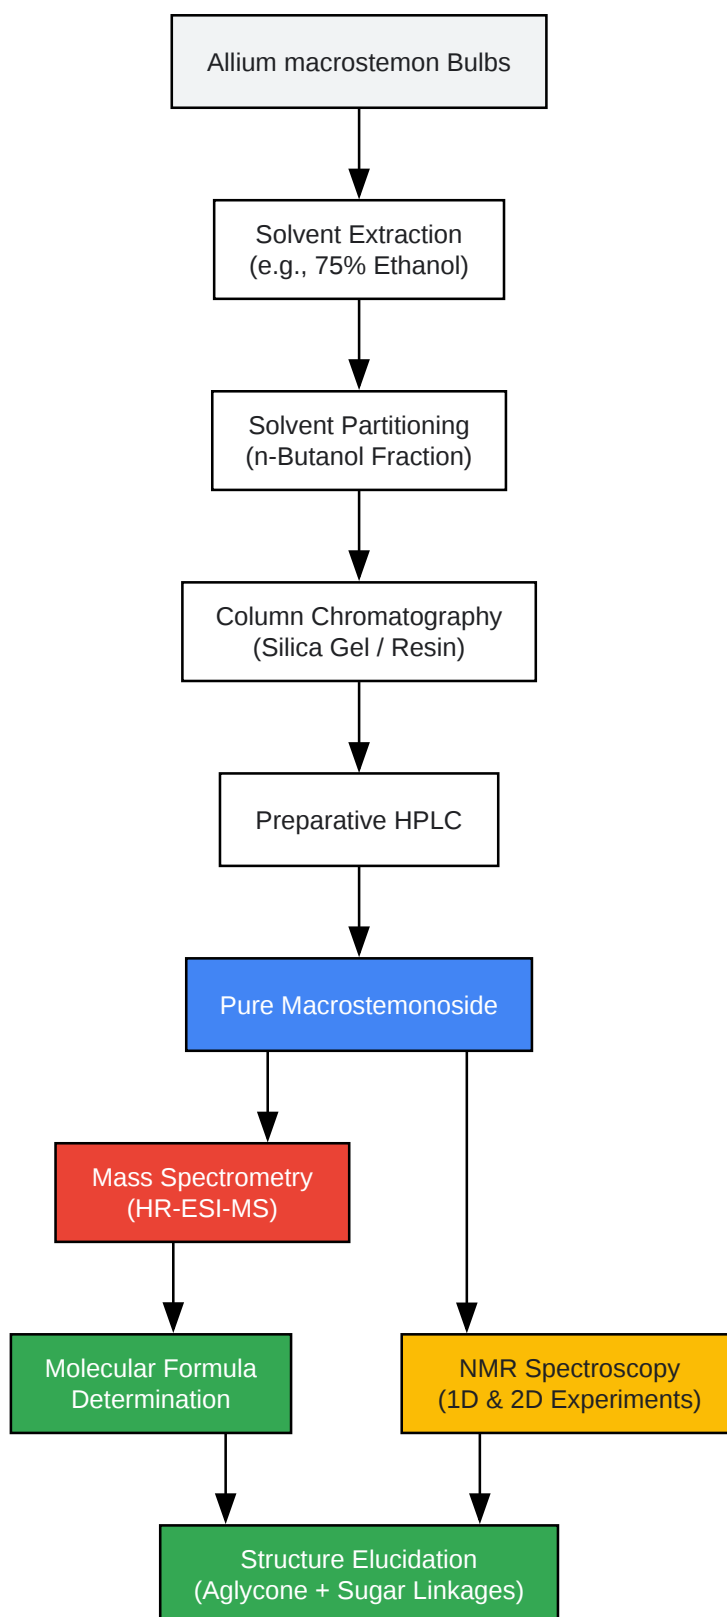 Allium macrostemon Bulbs
Solvent Extraction
(e.g., 75% Ethanol)
Solvent Partitioning
(n-Butanol Fraction)
Column Chromatography
(Silica Gel / Resin)
Preparative HPLC
Pure Macrostemonoside
Mass Spectrometry
(HR-ESI-MS)
Molecular Formula
Determination
NMR Spectroscopy
(1D & 2D Experiments)
Structure Elucidation
(Aglycone + Sugar Linkages)